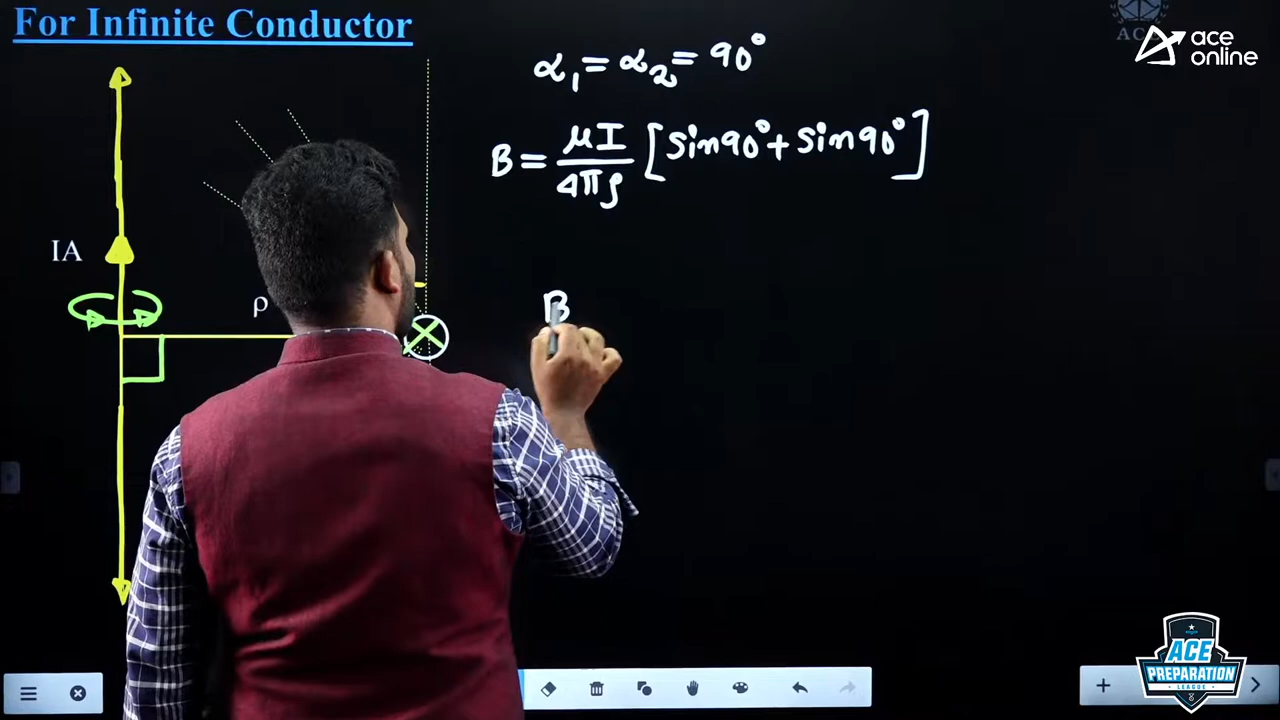 For Infinite Conductor
ace
online
α₁ = α₂ = 90°
B = μI / 4πρ [sin90° + sin90°]
IA
ρ
B
ACE
PREPARATION
LEAGUE